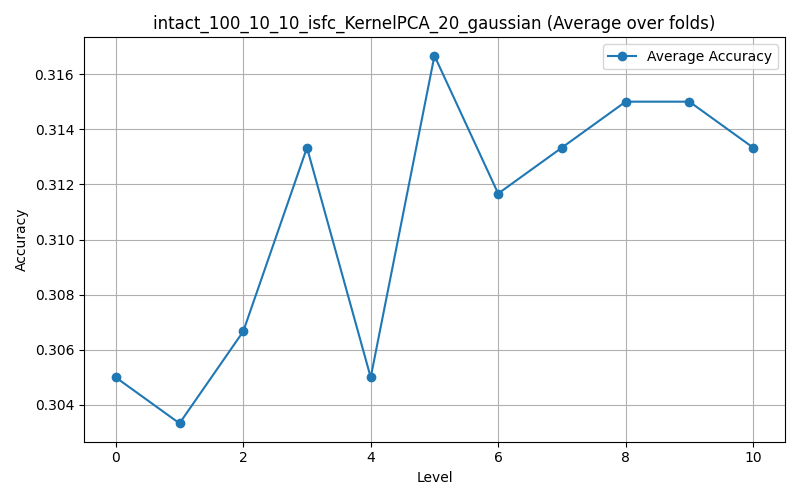 intact_100_10_10_isfc_KernelPCA_20_gaussian (Average over folds)
Average Accuracy
0.316
0.314
0.312
0.310
0.308
0.306
0.304
Accuracy
0 2 4 6 8 10
Level